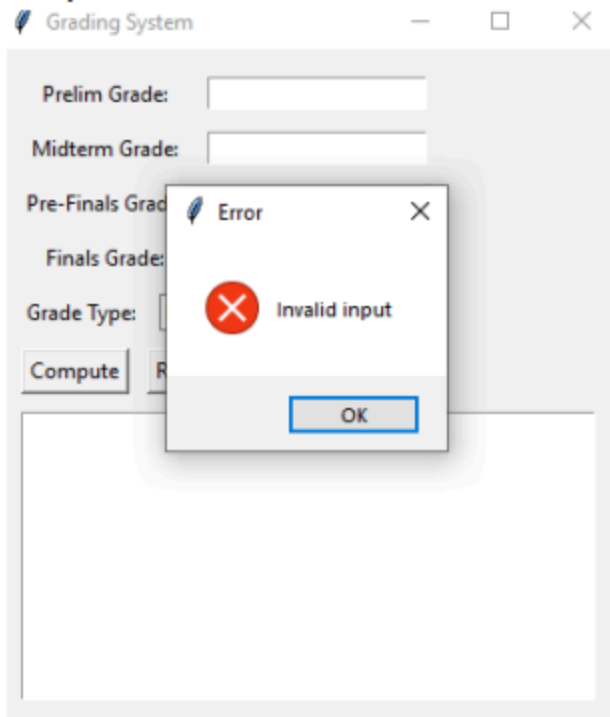 Grading System
Prelim Grade:
Midterm Grade:
Pre-Finals Grad
Error
Invalid input
OK
Finals Grade:
Grade Type:
Compute
R